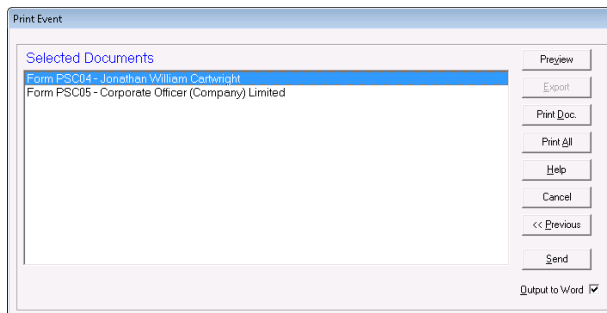 Print Event
Selected Documents
Form PSC04 - Jonathan William Cartwright
Form PSC05 - Corporate Officer (Company) Limited
Preview
Export
Print Doc.
Print All
Help
Cancel
<< Previous
Send
Output to Word